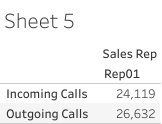 Sheet 5
Sales Rep
Rep01
Incoming Calls 24,119
Outgoing Calls 26,632